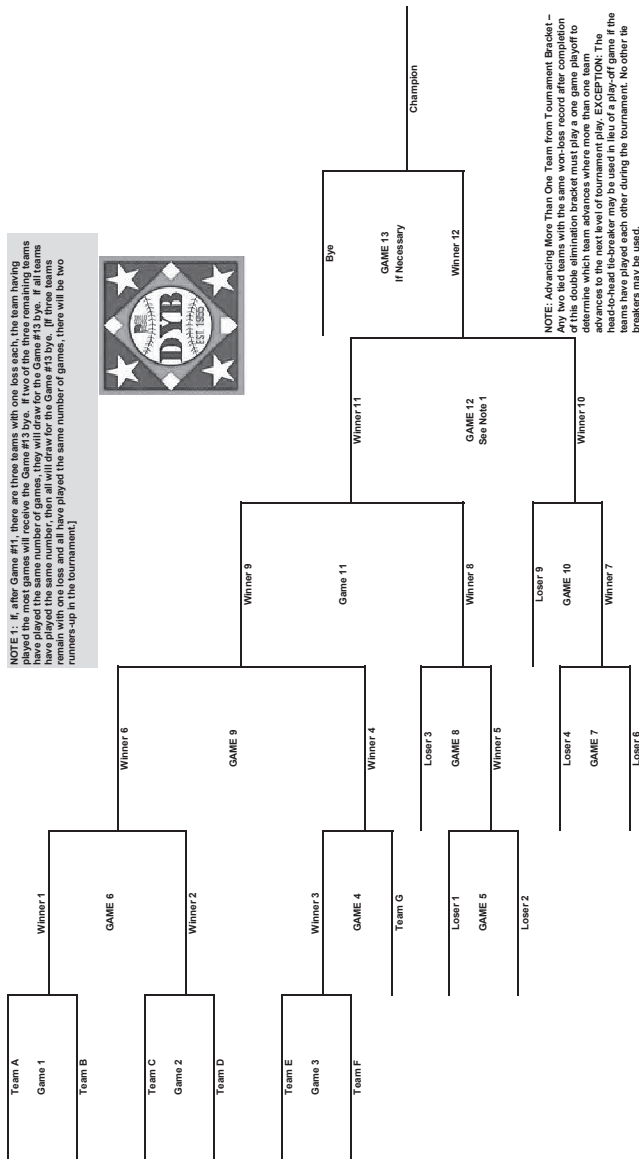 NOTE 1: If, after Game #11, there are three teams with one loss each, the team having
played the most games will receive the Game #13 bye. If two of the three remaining teams
have played the same number of games, they will draw for the Game #13 bye. If all teams
have played the same number, then all will draw for the Game #13 bye. [If three teams
remain with one loss and all have played the same number of games, there will be two
runners-up in the tournament.]
DYB
EST. 1955
Team A
Game 1
Team B
Team C
Game 2
Team D
Team E
Game 3
Team F
Winner 1
GAME 6
Winner 2
Winner 3
GAME 4
Team G
Loser 1
GAME 5
Loser 2
Winner 6
GAME 9
Winner 4
Loser 3
GAME 8
Winner 5
Loser 4
GAME 7
Loser 6
Winner 9
Game 11
Winner 8
Loser 9
GAME 10
Winner 7
Winner 11
GAME 12
See Note 1
Winner 10
Bye
GAME 13
If Necessary
Winner 12
Champion
NOTE: Advancing More Than One Team from Tournament Bracket –
Any two tied teams with the same won-loss record after completion
of this double elimination bracket must play a one game playoff to
determine which team advances where more than one team
advances to the next level of tournament play. EXCEPTION: The
head-to-head tie-breaker may be used in lieu of a play-off game if the
teams have played each other during the tournament. No other tie
breakers may be used.